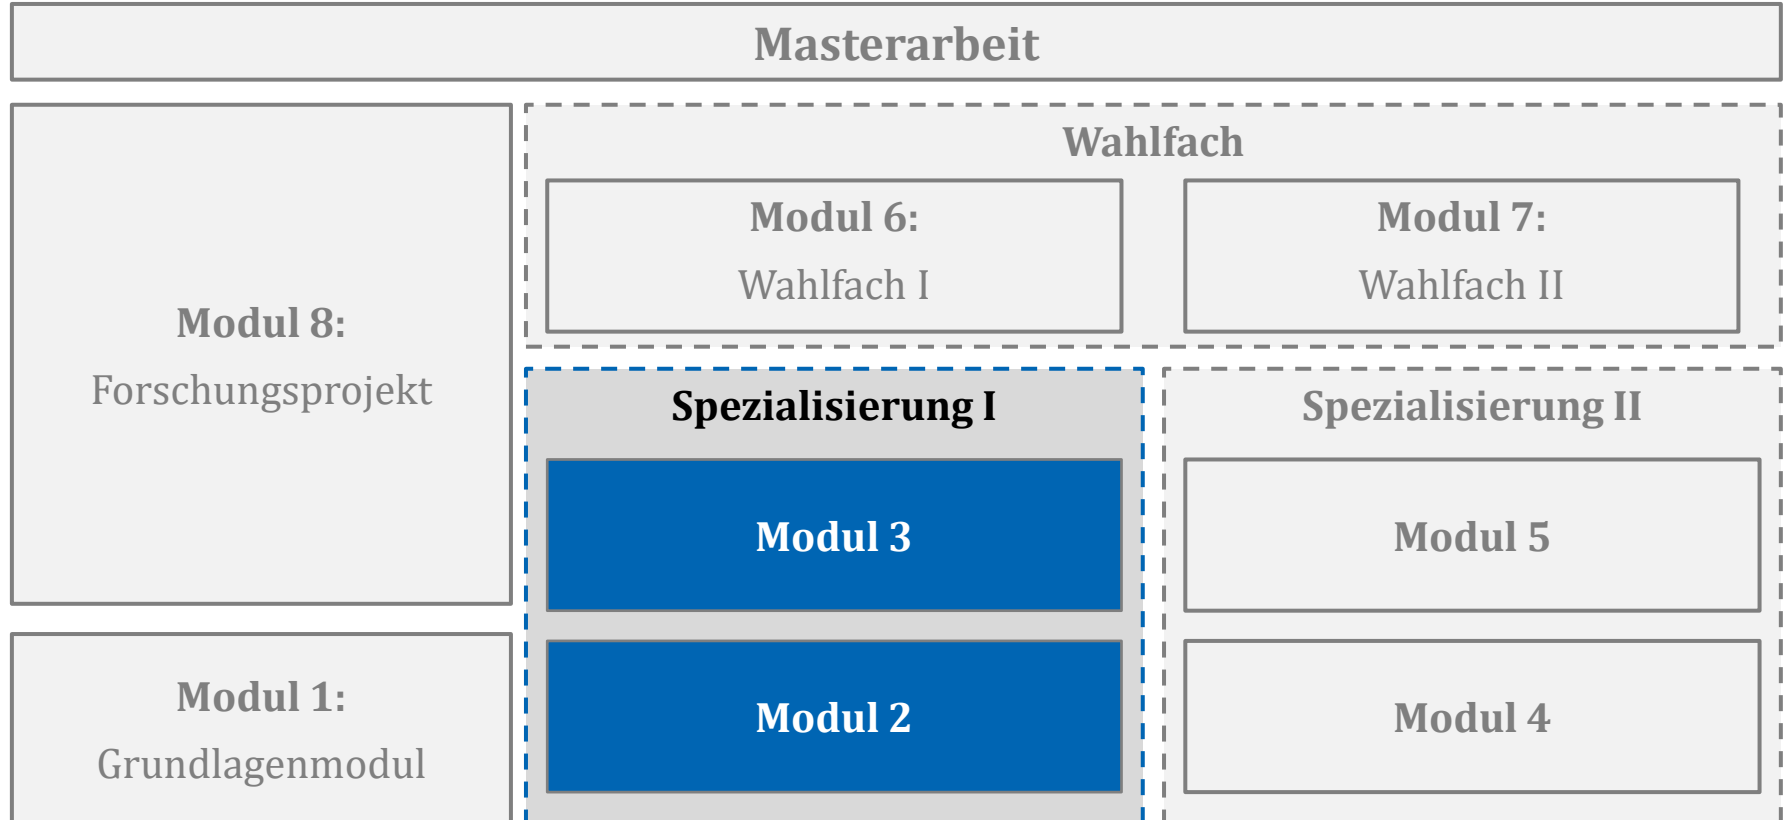 Masterarbeit
Modul 8:
Forschungsprojekt
Wahlfach
Modul 6:
Wahlfach I
Modul 7:
Wahlfach II
Spezialisierung I
Modul 3
Modul 2
Spezialisierung II
Modul 5
Modul 4
Modul 1:
Grundlagenmodul